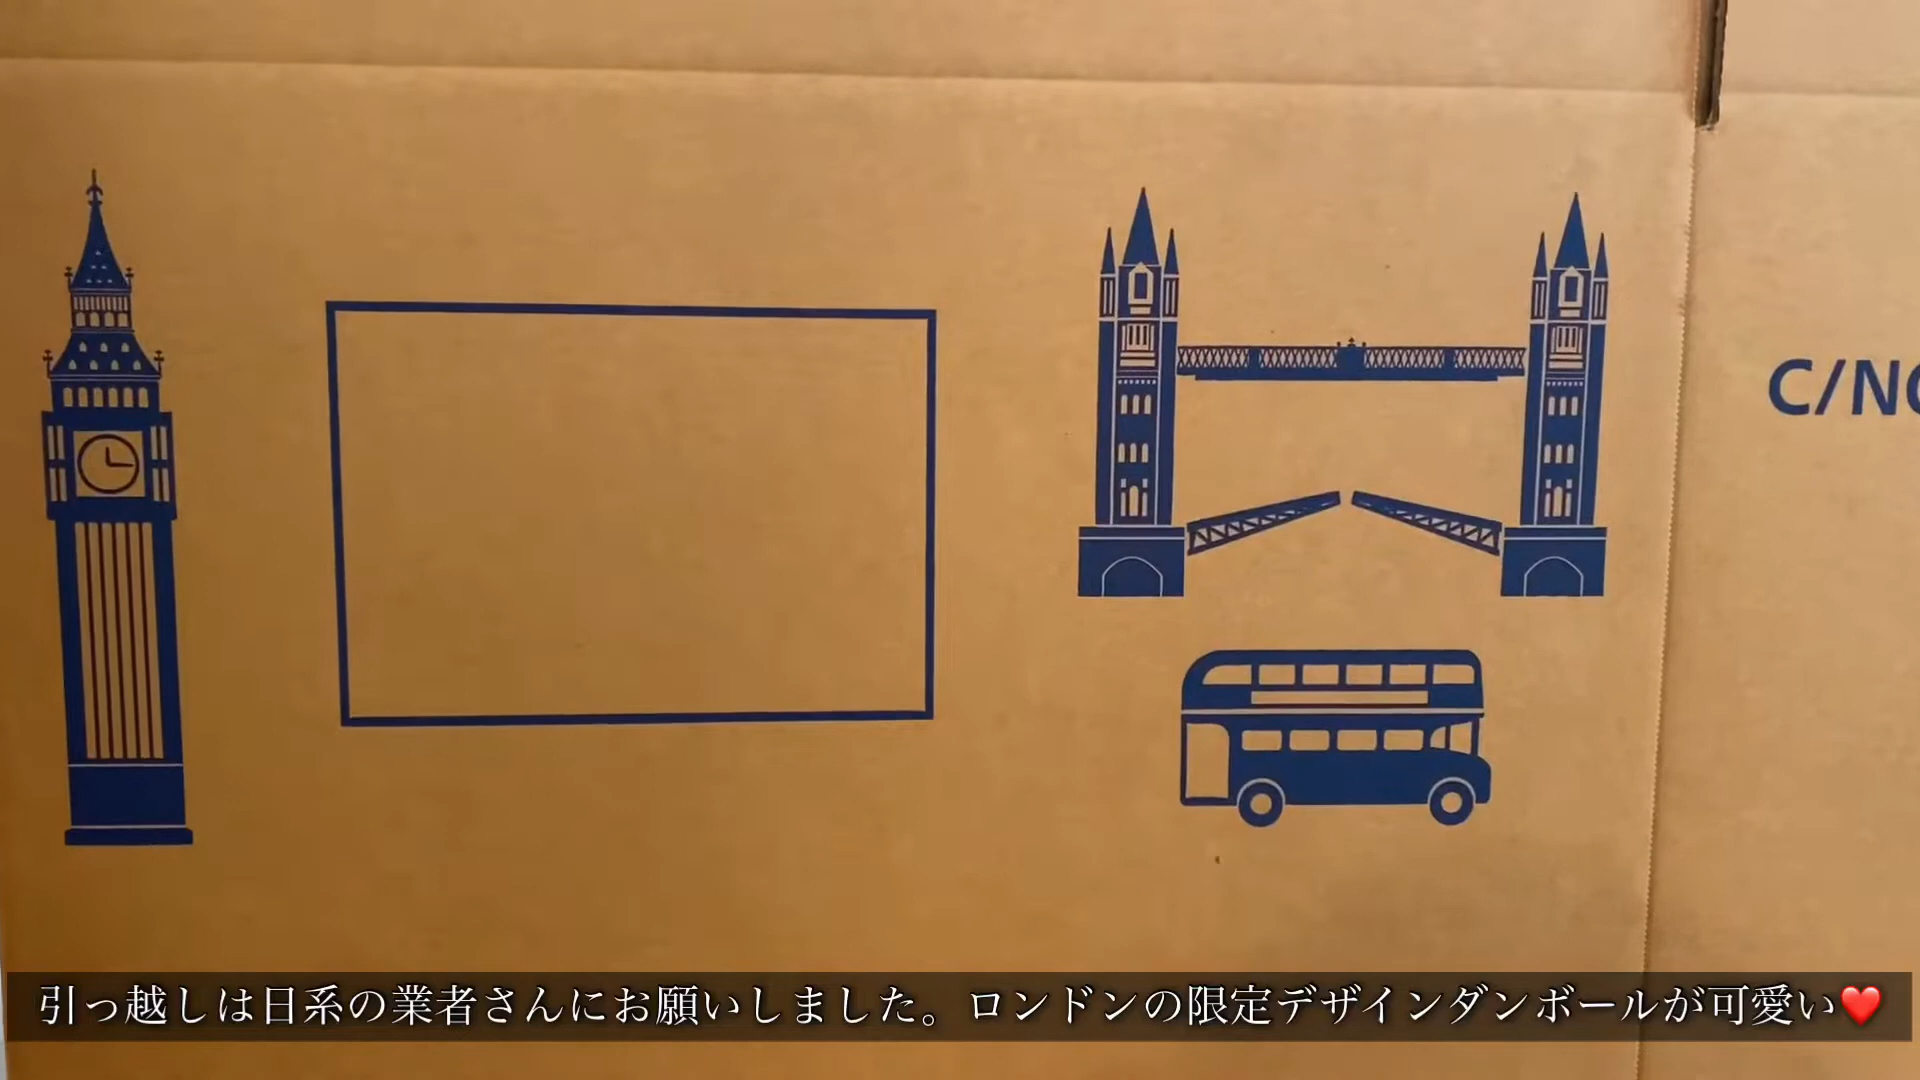 C/NO
引っ越しは日系の業者さんにお願いしました。ロンドンの限定デザインダンボールが可愛い❤️